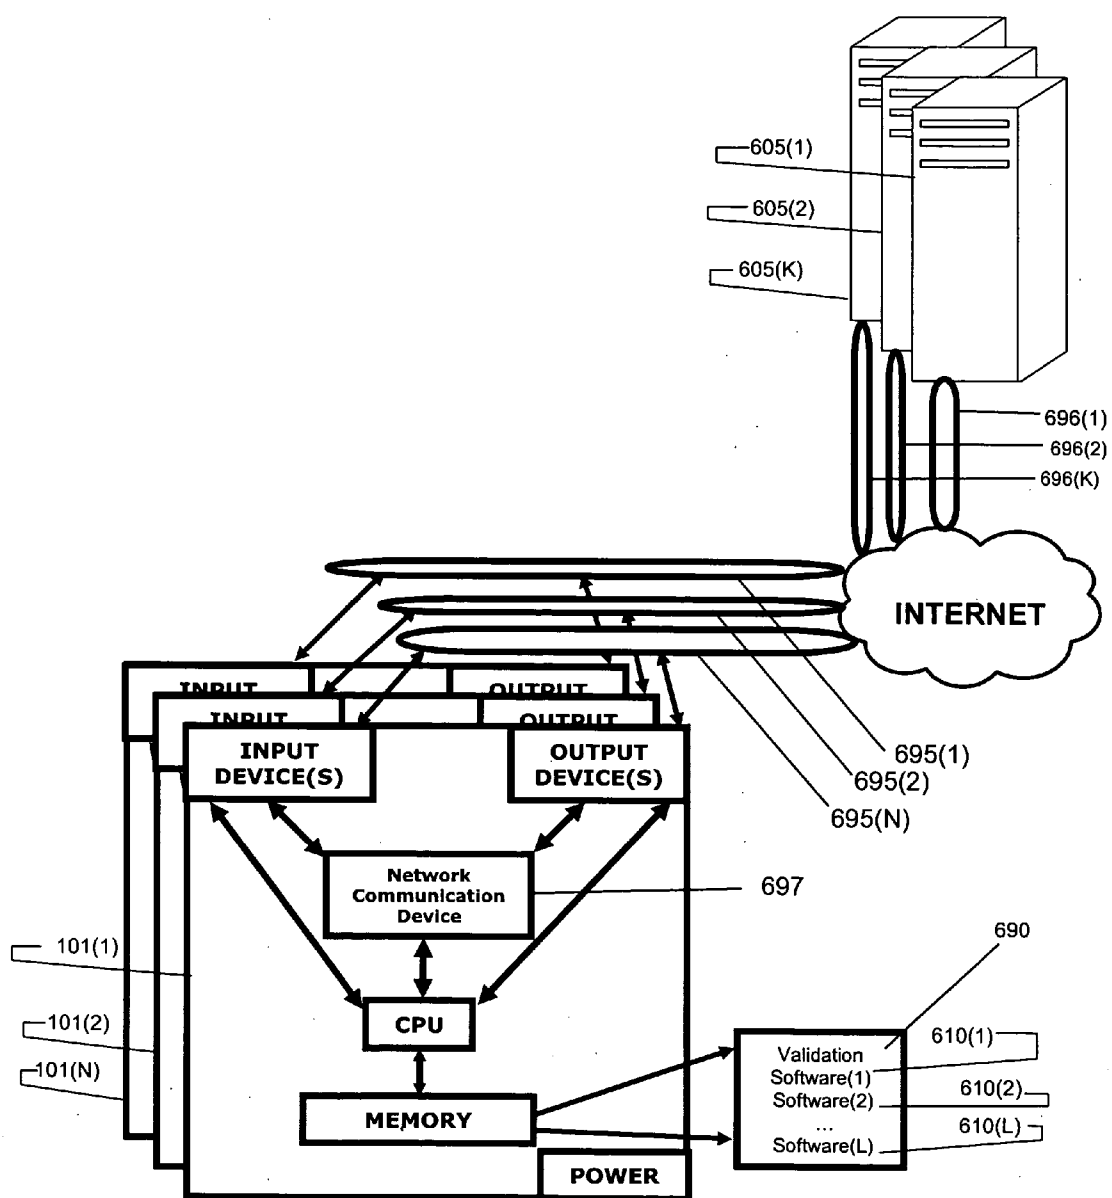 605(1)
605(2)
605(K)
696(1)
696(2)
696(K)
INTERNET
INPUT
OUTPUT
INPUT
OUTPUT
INPUT
DEVICE(S)
OUTPUT
DEVICE(S)
695(1)
695(2)
695(N)
Network
Communication
Device
697
101(1)
101(2)
101(N)
CPU
MEMORY
POWER
690
Validation
Software(1)
Software(2)
...
Software(L)
610(1)
610(2)
610(L)